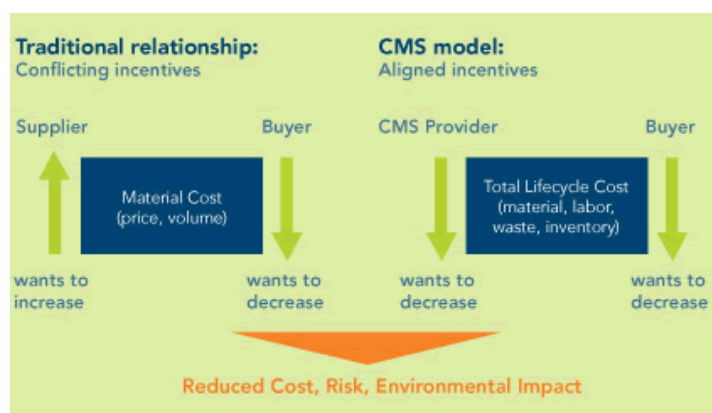 Traditional relationship:
Conflicting incentives
Supplier
Buyer
Material Cost
(price, volume)
wants to
increase
wants to
decrease
CMS model:
Aligned incentives
CMS Provider
Buyer
Total Lifecycle Cost
(material, labor,
waste, inventory)
wants to
decrease
wants to
decrease
Reduced Cost, Risk, Environmental Impact